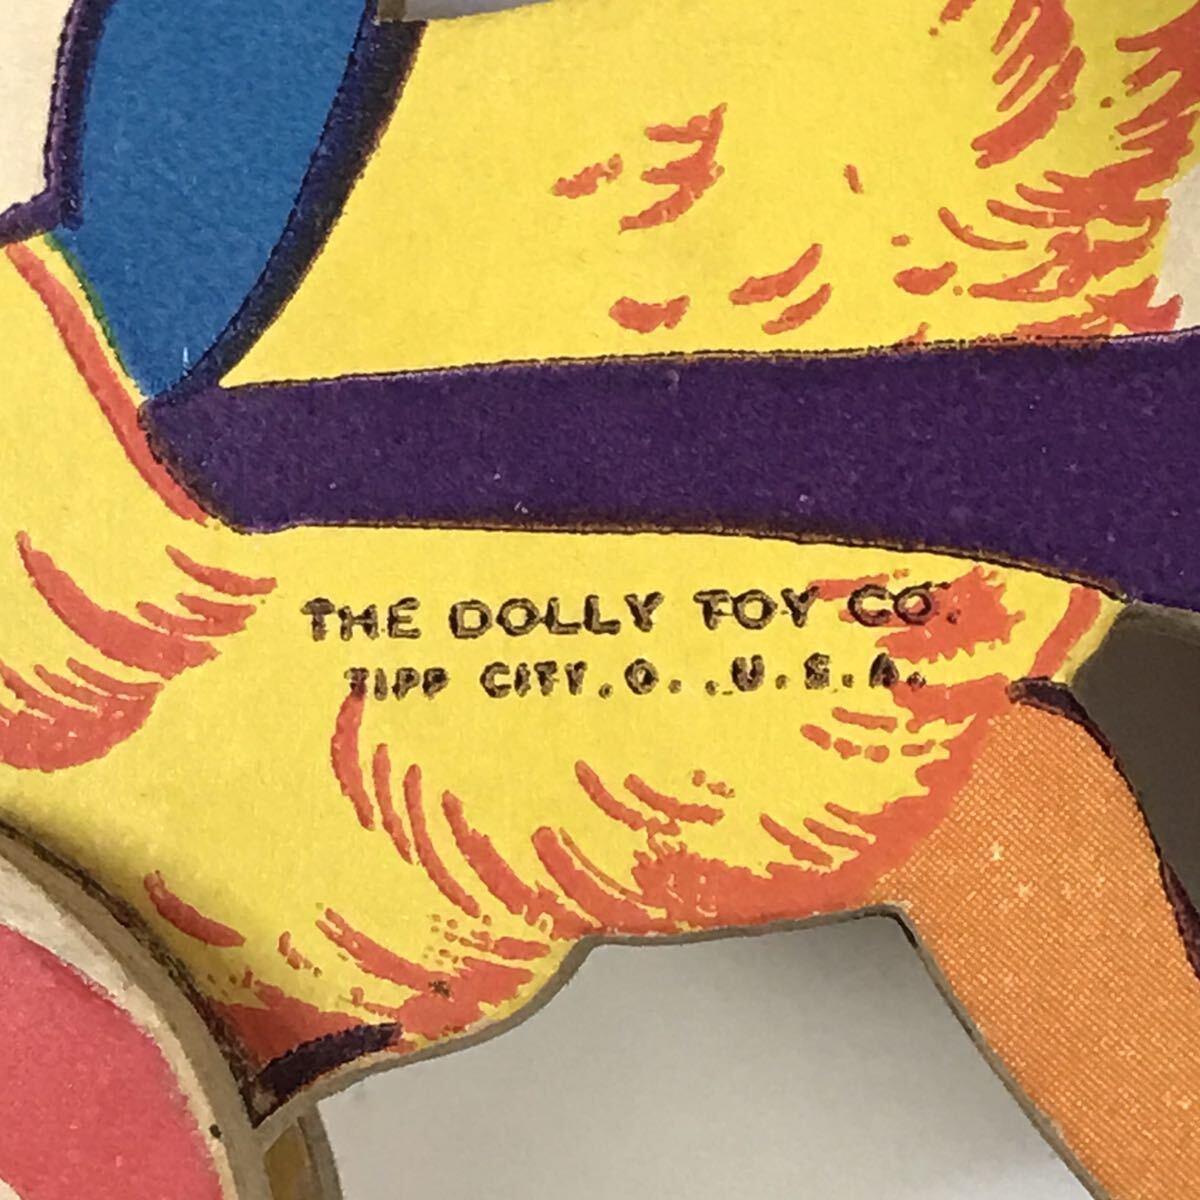 THE DOLLY TOY CO.
TIPP CITY, O., U.S.A.